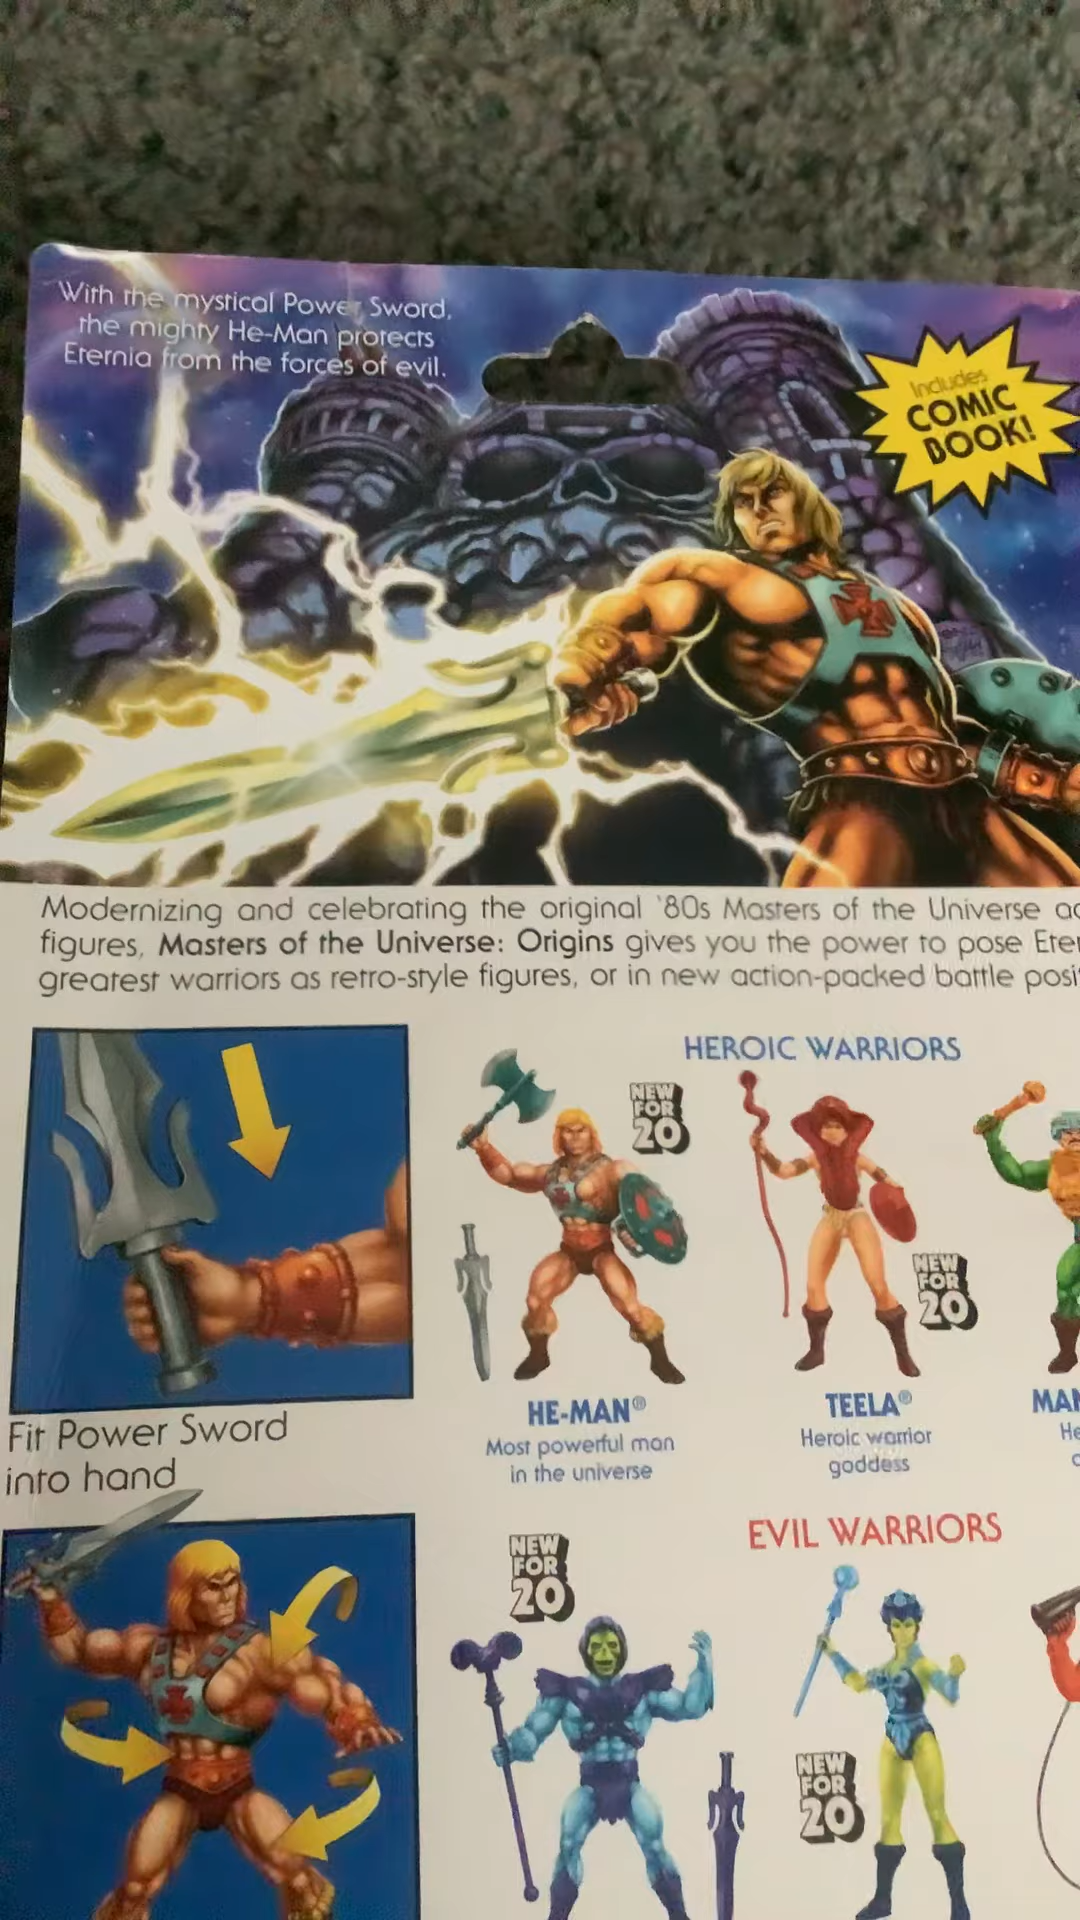 With the mystical Power Sword,
the mighty He-Man protects
Eternia from the forces of evil.
Includes
COMIC
BOOK!
Modernizing and celebrating the original '80s Masters of the Universe
figures, Masters of the Universe: Origins gives you the power to pose
greatest warriors as retro-style figures, or in new action-packed battle
HEROIC WARRIORS
NEW
FOR
20
NEW
FOR
20
HE-MAN®
Most powerful man
in the universe
TEELA®
Heroic warrior
goddess
Fit Power Sword
into hand
EVIL WARRIORS
NEW
FOR
20
NEW
FOR
20